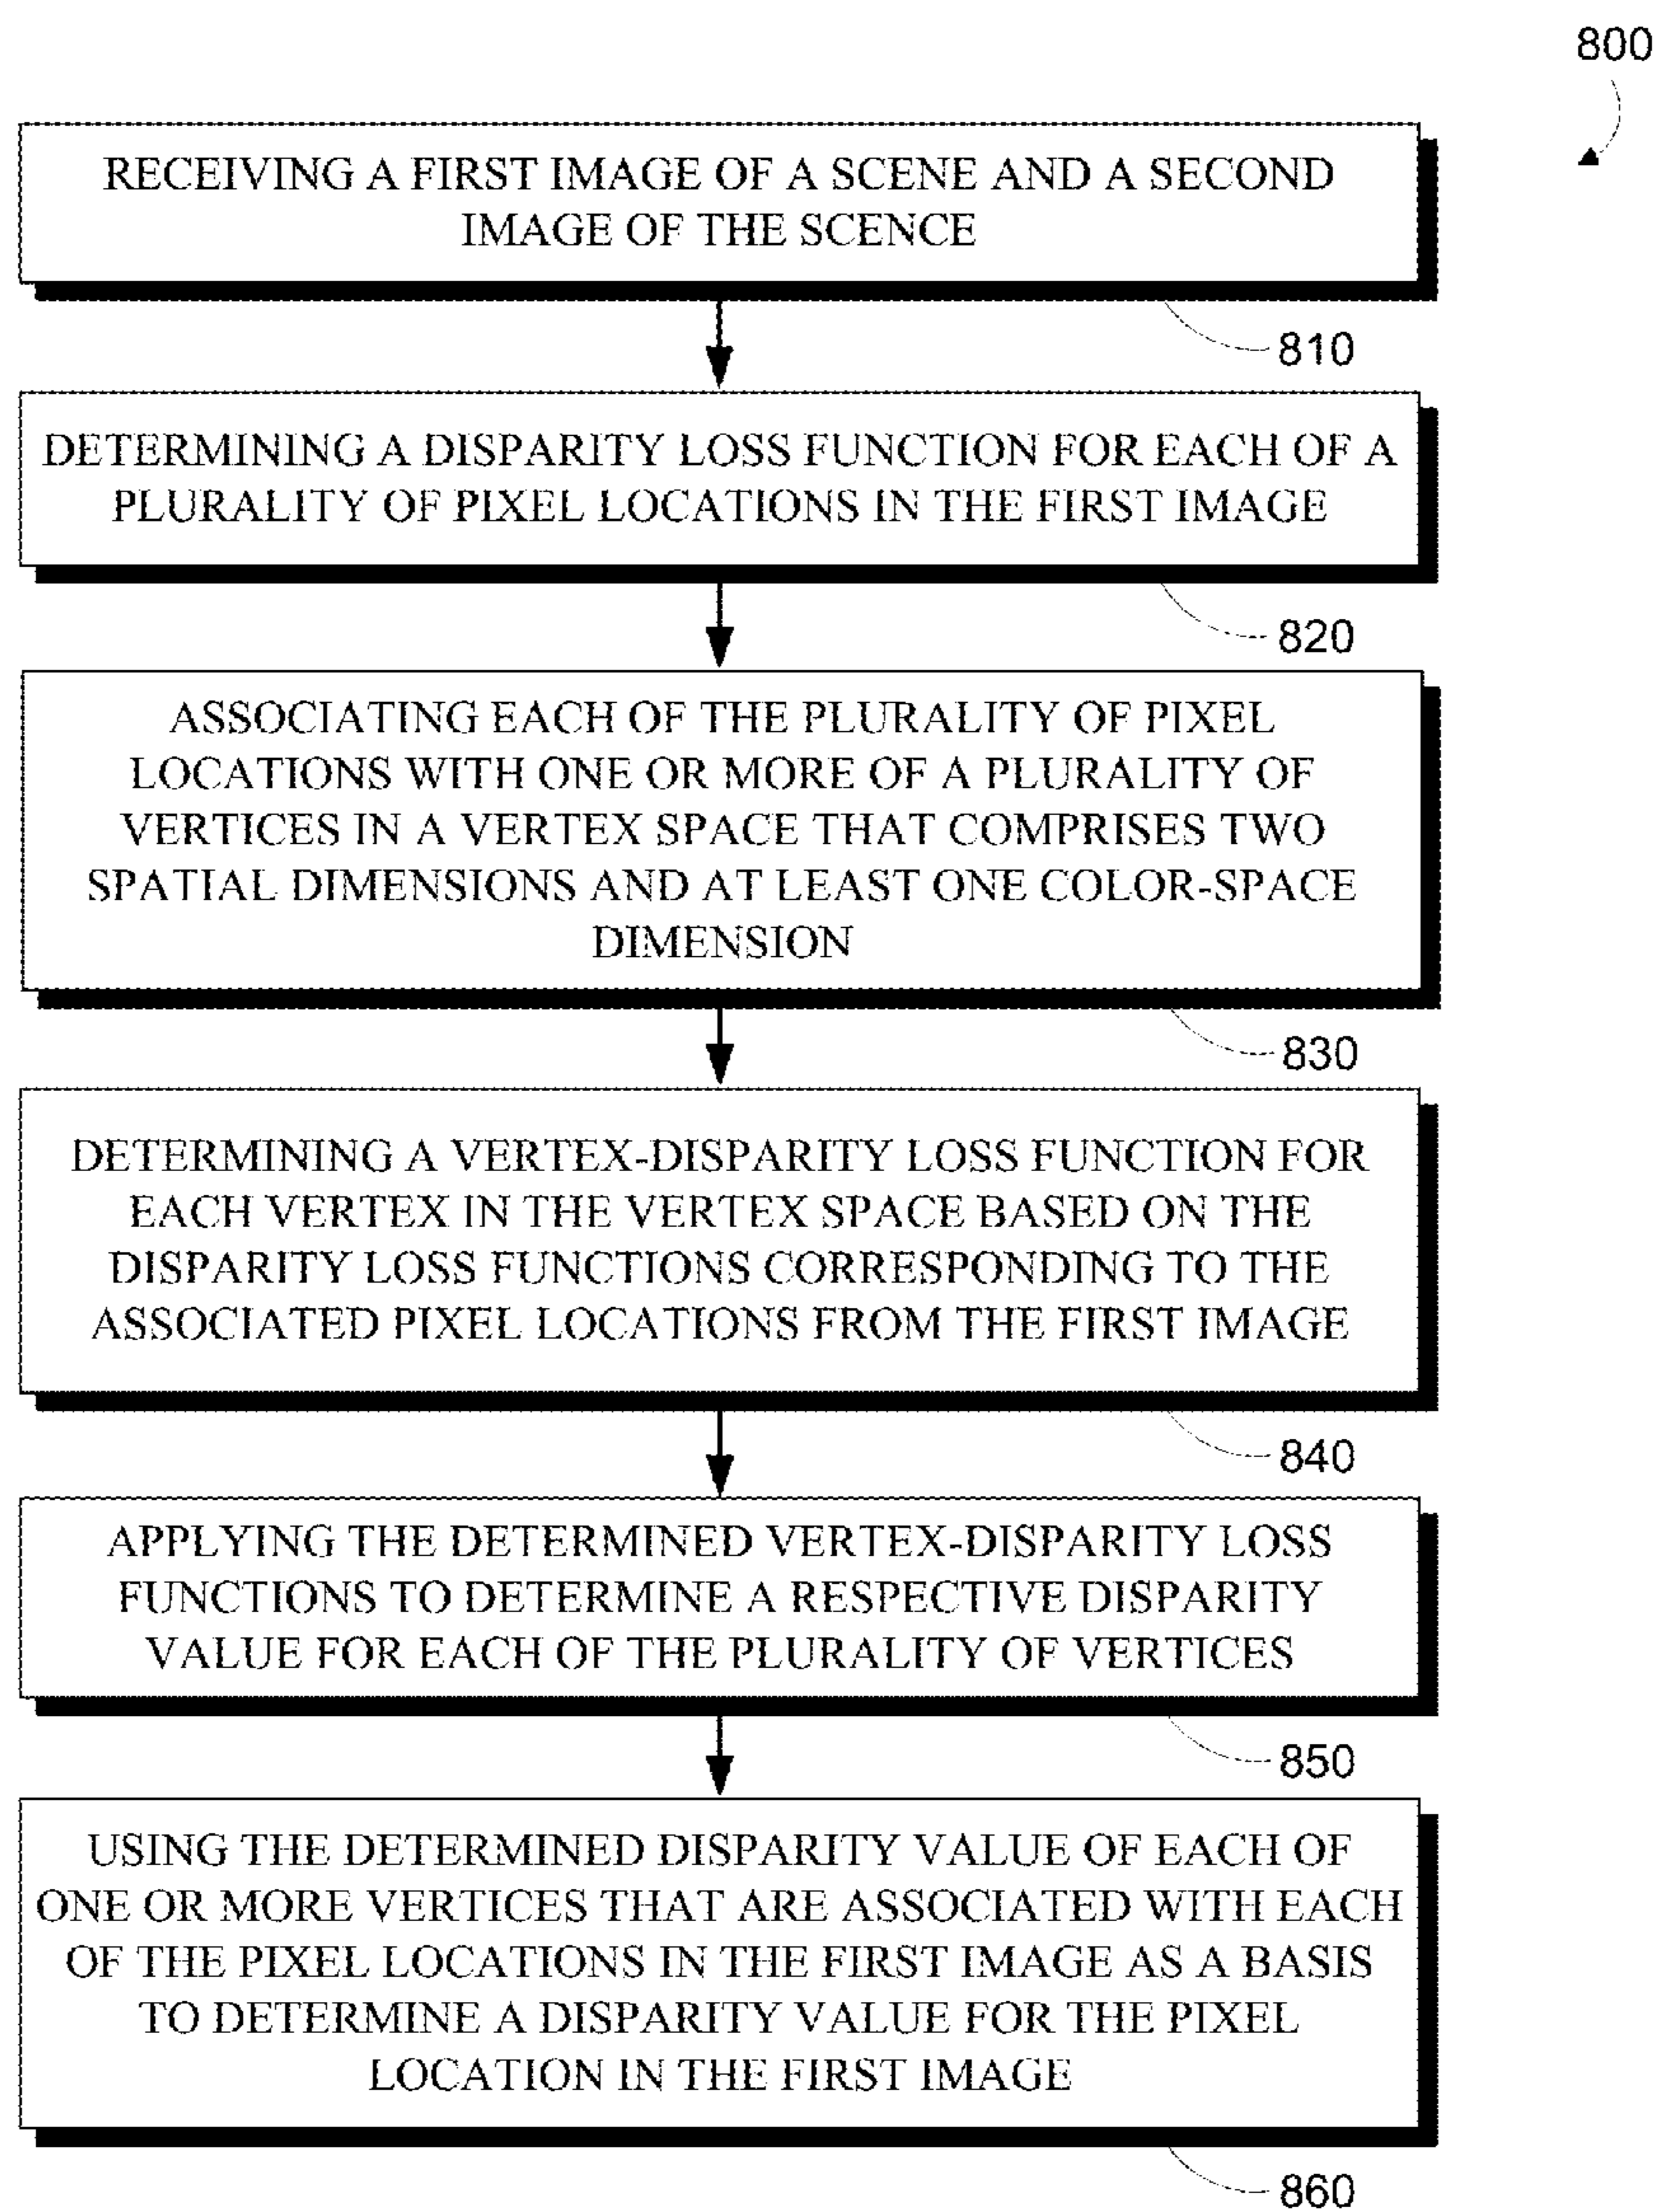 800
RECEIVING A FIRST IMAGE OF A SCENE AND A SECOND
IMAGE OF THE SCENCE
810
DETERMINING A DISPARITY LOSS FUNCTION FOR EACH OF A
PLURALITY OF PIXEL LOCATIONS IN THE FIRST IMAGE
820
ASSOCIATING EACH OF THE PLURALITY OF PIXEL
LOCATIONS WITH ONE OR MORE OF A PLURALITY OF
VERTICES IN A VERTEX SPACE THAT COMPRISES TWO
SPATIAL DIMENSIONS AND AT LEAST ONE COLOR-SPACE
DIMENSION
830
DETERMINING A VERTEX-DISPARITY LOSS FUNCTION FOR
EACH VERTEX IN THE VERTEX SPACE BASED ON THE
DISPARITY LOSS FUNCTIONS CORRESPONDING TO THE
ASSOCIATED PIXEL LOCATIONS FROM THE FIRST IMAGE
840
APPLYING THE DETERMINED VERTEX-DISPARITY LOSS
FUNCTIONS TO DETERMINE A RESPECTIVE DISPARITY
VALUE FOR EACH OF THE PLURALITY OF VERTICES
850
USING THE DETERMINED DISPARITY VALUE OF EACH OF
ONE OR MORE VERTICES THAT ARE ASSOCIATED WITH EACH
OF THE PIXEL LOCATIONS IN THE FIRST IMAGE AS A BASIS
TO DETERMINE A DISPARITY VALUE FOR THE PIXEL
LOCATION IN THE FIRST IMAGE
860